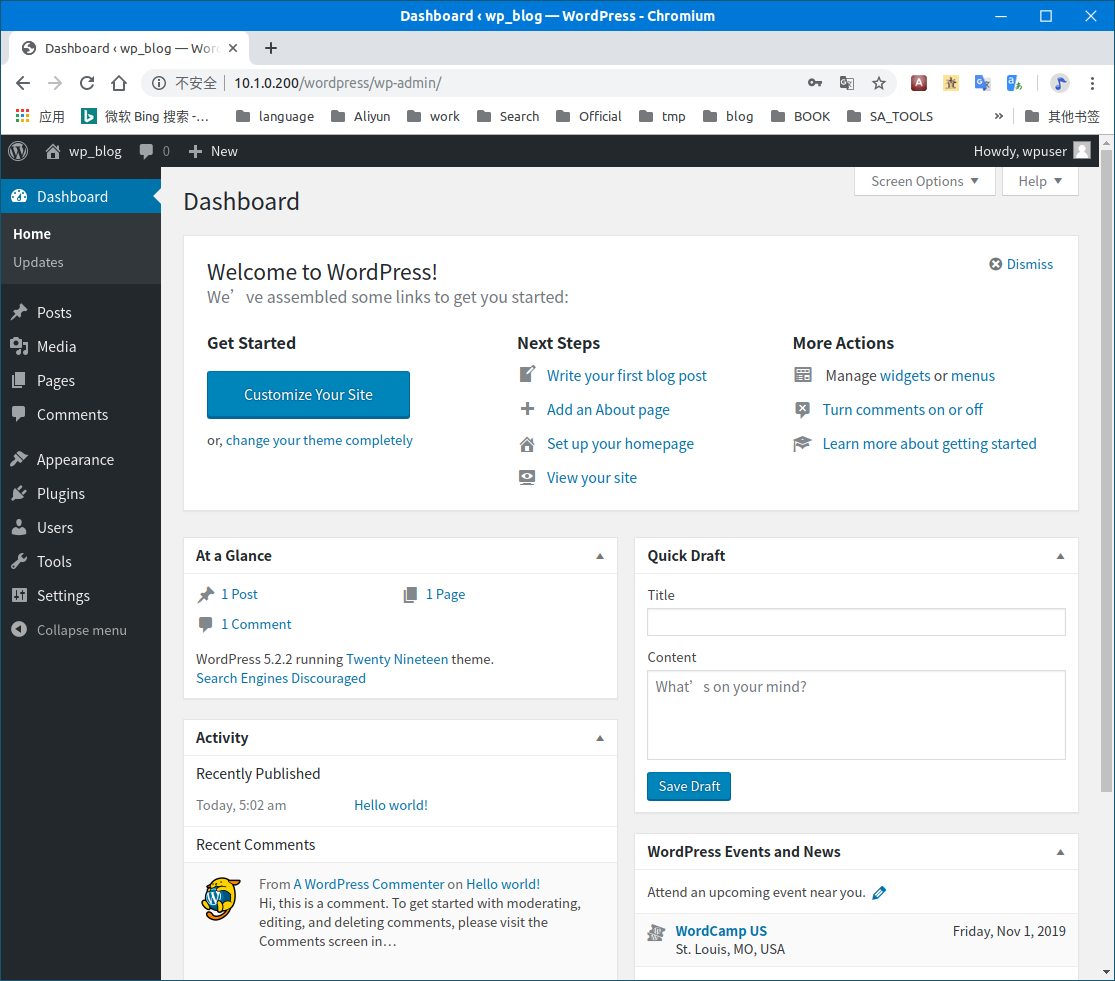 Dashboard ‹ wp_blog — WordPress - Chromium
Dashboard ‹ wp_blog — Wor
不安全 10.1.0.200/wordpress/wp-admin/
应用 微软 Bing 搜索 -... language Aliyun work Search Official tmp blog BOOK SA_TOOLS » 其他书签
wp_blog 0 New Howdy, wpuser
Screen Options Help
Dashboard
Home
Updates
Posts
Media
Pages
Comments
Appearance
Plugins
Users
Tools
Settings
Collapse menu
Dashboard
Welcome to WordPress!
Dismiss
We’ve assembled some links to get you started:
Get Started
Customize Your Site
or, change your theme completely
Next Steps
Write your first blog post
Add an About page
Set up your homepage
View your site
More Actions
Manage widgets or menus
Turn comments on or off
Learn more about getting started
At a Glance
1 Post 1 Page
1 Comment
WordPress 5.2.2 running Twenty Nineteen theme.
Search Engines Discouraged
Activity
Recently Published
Today, 5:02 am Hello world!
Recent Comments
From A WordPress Commenter on Hello world!
Hi, this is a comment. To get started with moderating,
editing, and deleting comments, please visit the
Comments screen in…
Quick Draft
Title
Content
What’s on your mind?
Save Draft
WordPress Events and News
Attend an upcoming event near you.
WordCamp US Friday, Nov 1, 2019
St. Louis, MO, USA